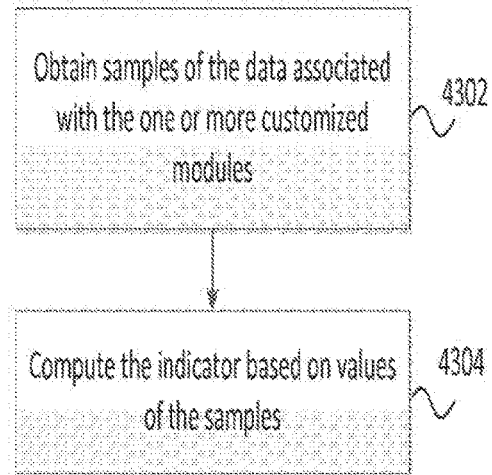 Obtain samples of the data associated
with the one or more customized
modules
4302
Compute the indicator based on values
of the samples
4304